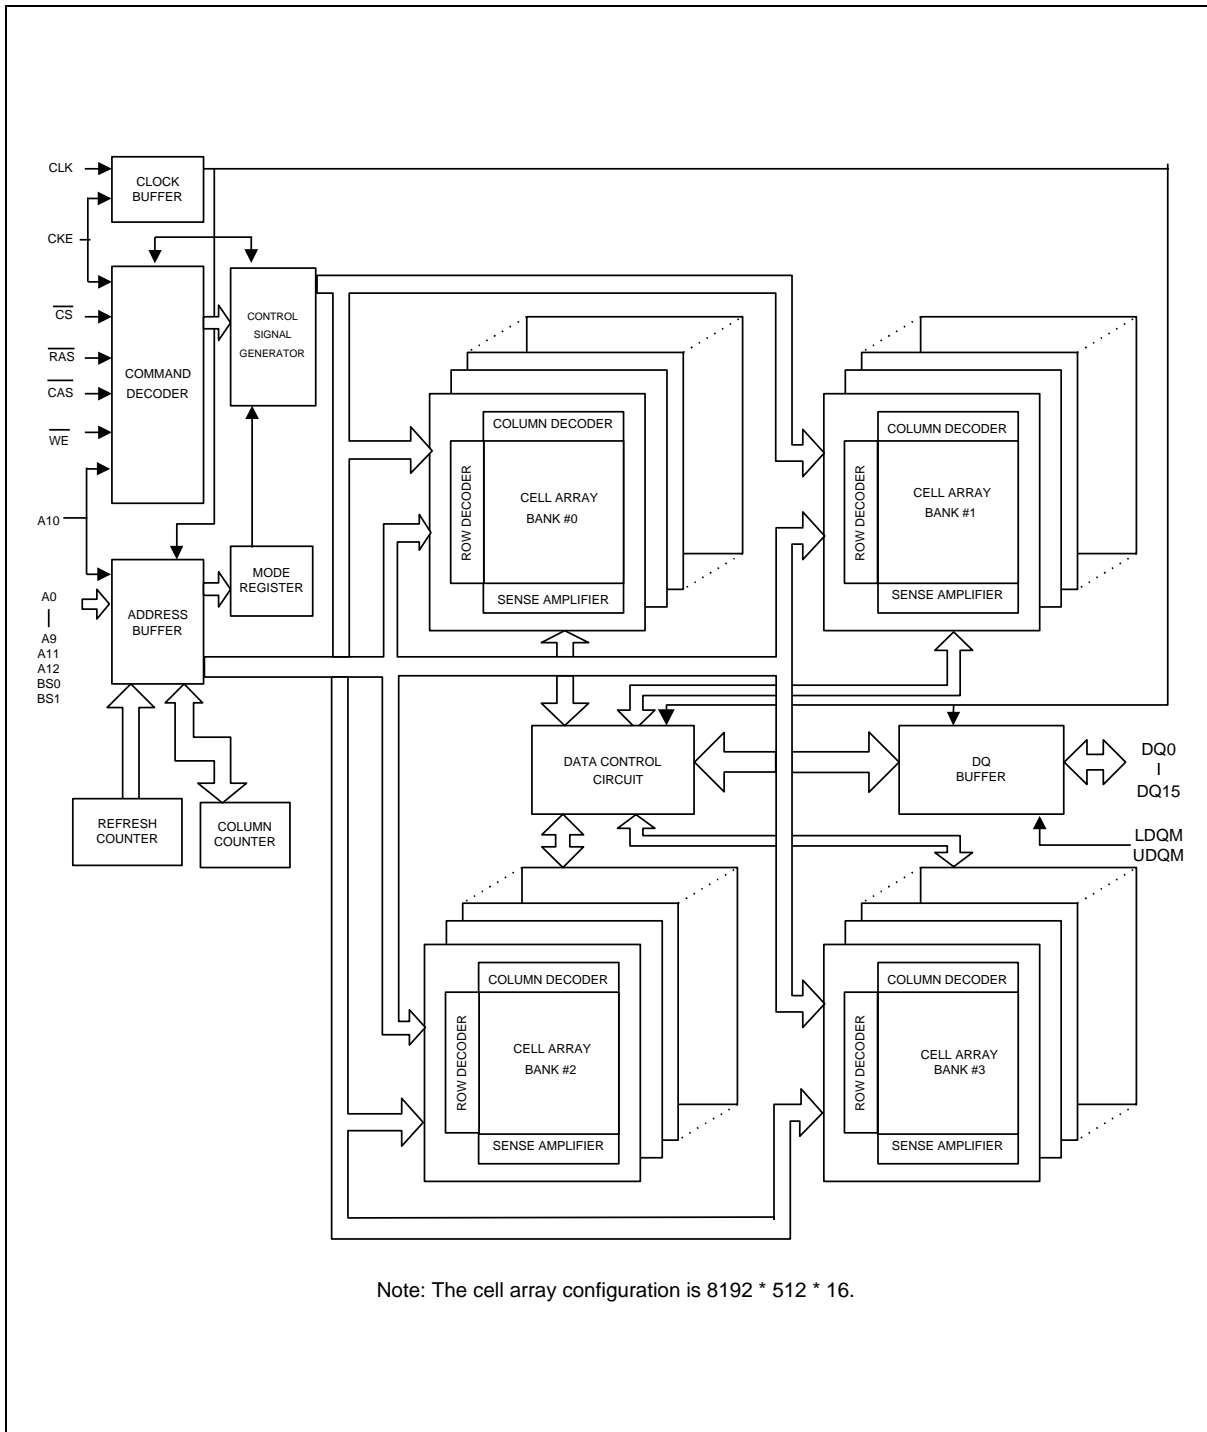 CLK
CLOCK
BUFFER
CKE
CS
RAS
CAS
WE
COMMAND
DECODER
CONTROL
SIGNAL
GENERATOR
A10
A0
A9
A11
A12
BS0
BS1
ADDRESS
BUFFER
MODE
REGISTER
REFRESH
COUNTER
COLUMN
COUNTER
COLUMN DECODER
ROW DECODER
CELL ARRAY
BANK #0
SENSE AMPLIFIER
COLUMN DECODER
ROW DECODER
CELL ARRAY
BANK #1
SENSE AMPLIFIER
DATA CONTROL
CIRCUIT
DQ
BUFFER
DQ0
DQ15
LDQM
UDQM
COLUMN DECODER
ROW DECODER
CELL ARRAY
BANK #2
SENSE AMPLIFIER
COLUMN DECODER
ROW DECODER
CELL ARRAY
BANK #3
SENSE AMPLIFIER
Note: The cell array configuration is 8192 * 512 * 16.